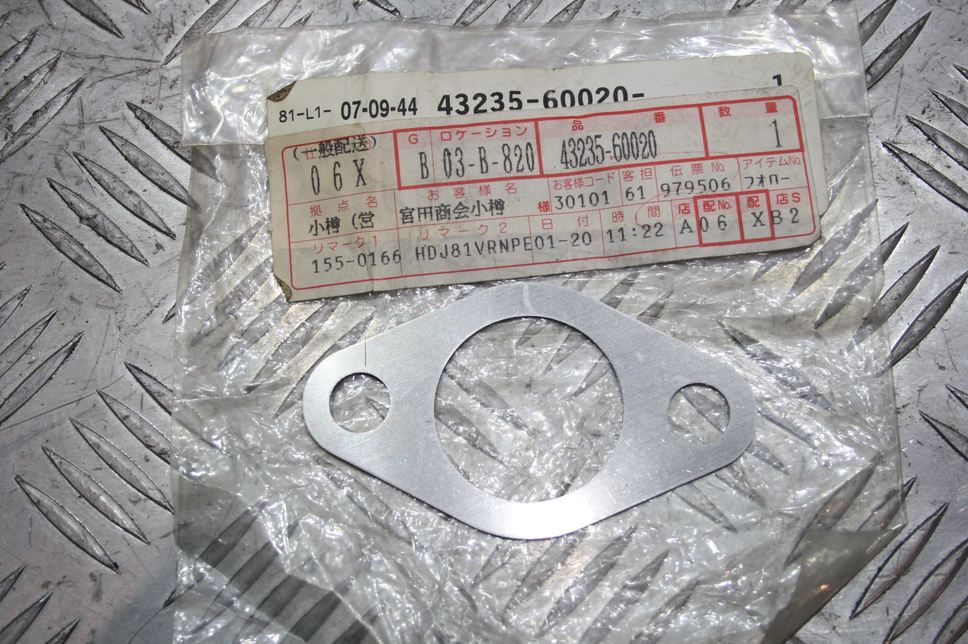 81-L1- 07-09-44 43235-60020- 1
(一般配送) G ロケーション 品 番 数 量
06X B 03-B-820 43235-60020 1
拠点名 お客様名 お客様コード 客担 伝票No アイテムNo
小樽(営 宮田商会小樽 様 30101 61 979506 フォロー
リマーク1 リマーク2 日付 時間 店 配No. 配 店S
155-0166 HDJ81VRNPE 01-20 11:22 A 06 X B2